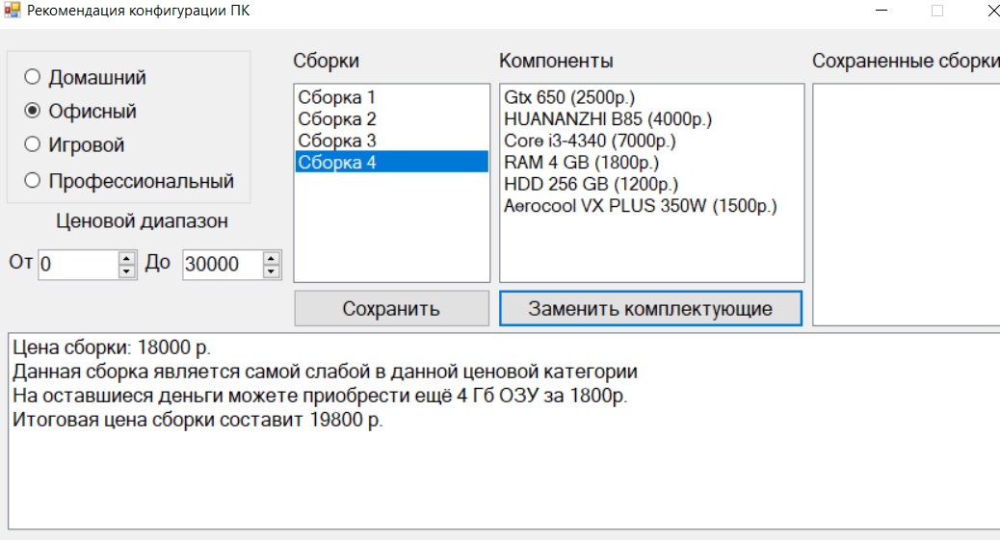 Рекомендация конфигурации ПК
Домашний
Офисный
Игровой
Профессиональный
Ценовой диапазон
От 0 До 30000
Сборки
Сборка 1
Сборка 2
Сборка 3
Сборка 4
Сохранить
Компоненты
Gtx 650 (2500р.)
HUANANZHI B85 (4000р.)
Core i3-4340 (7000р.)
RAM 4 GB (1800р.)
HDD 256 GB (1200р.)
Aerocool VX PLUS 350W (1500р.)
Заменить комплектующие
Сохраненные сборки
Цена сборки: 18000 р.
Данная сборка является самой слабой в данной ценовой категории
На оставшиеся деньги можете приобрести ещё 4 Гб ОЗУ за 1800р.
Итоговая цена сборки составит 19800 р.